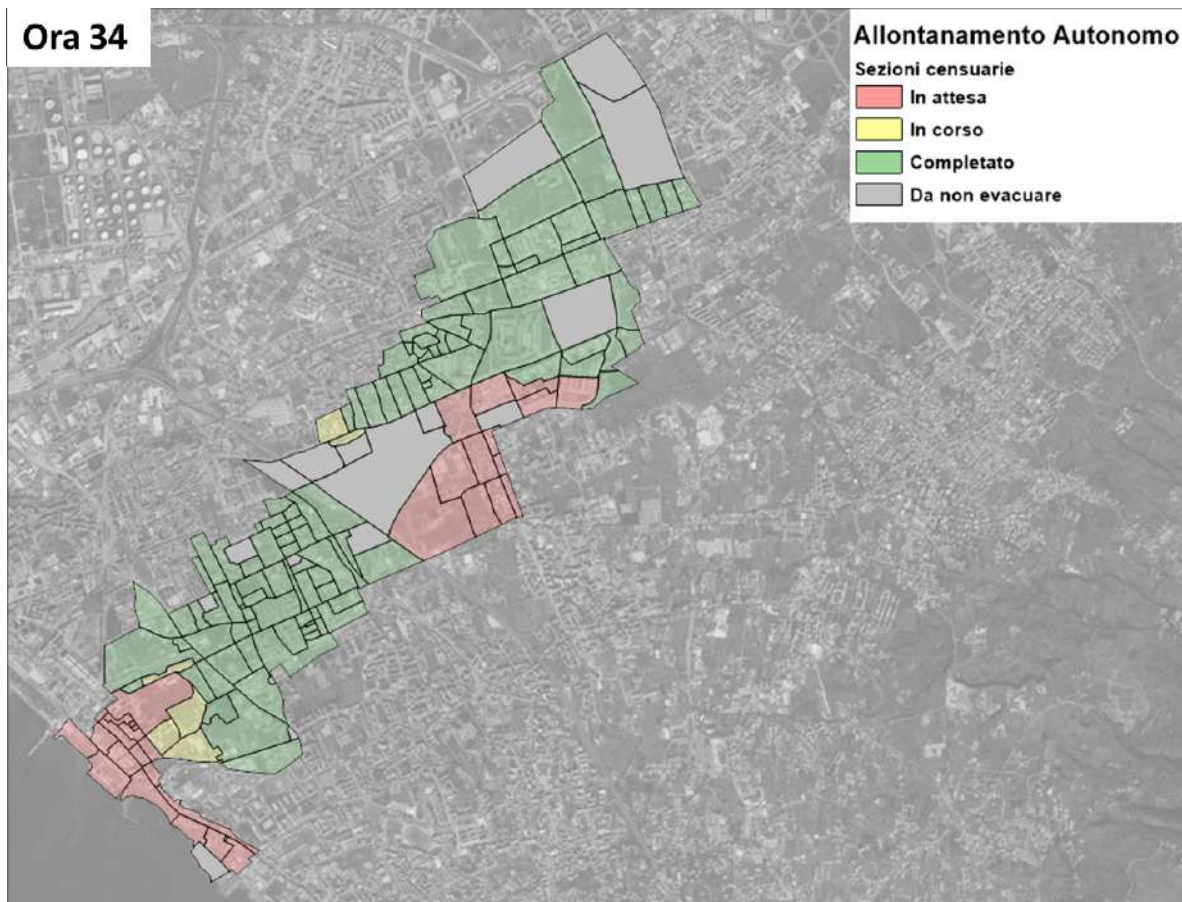 Ora 34
Allontanamento Autonomo
Sezioni censuarie
In attesa
In corso
Completato
Da non evacuare